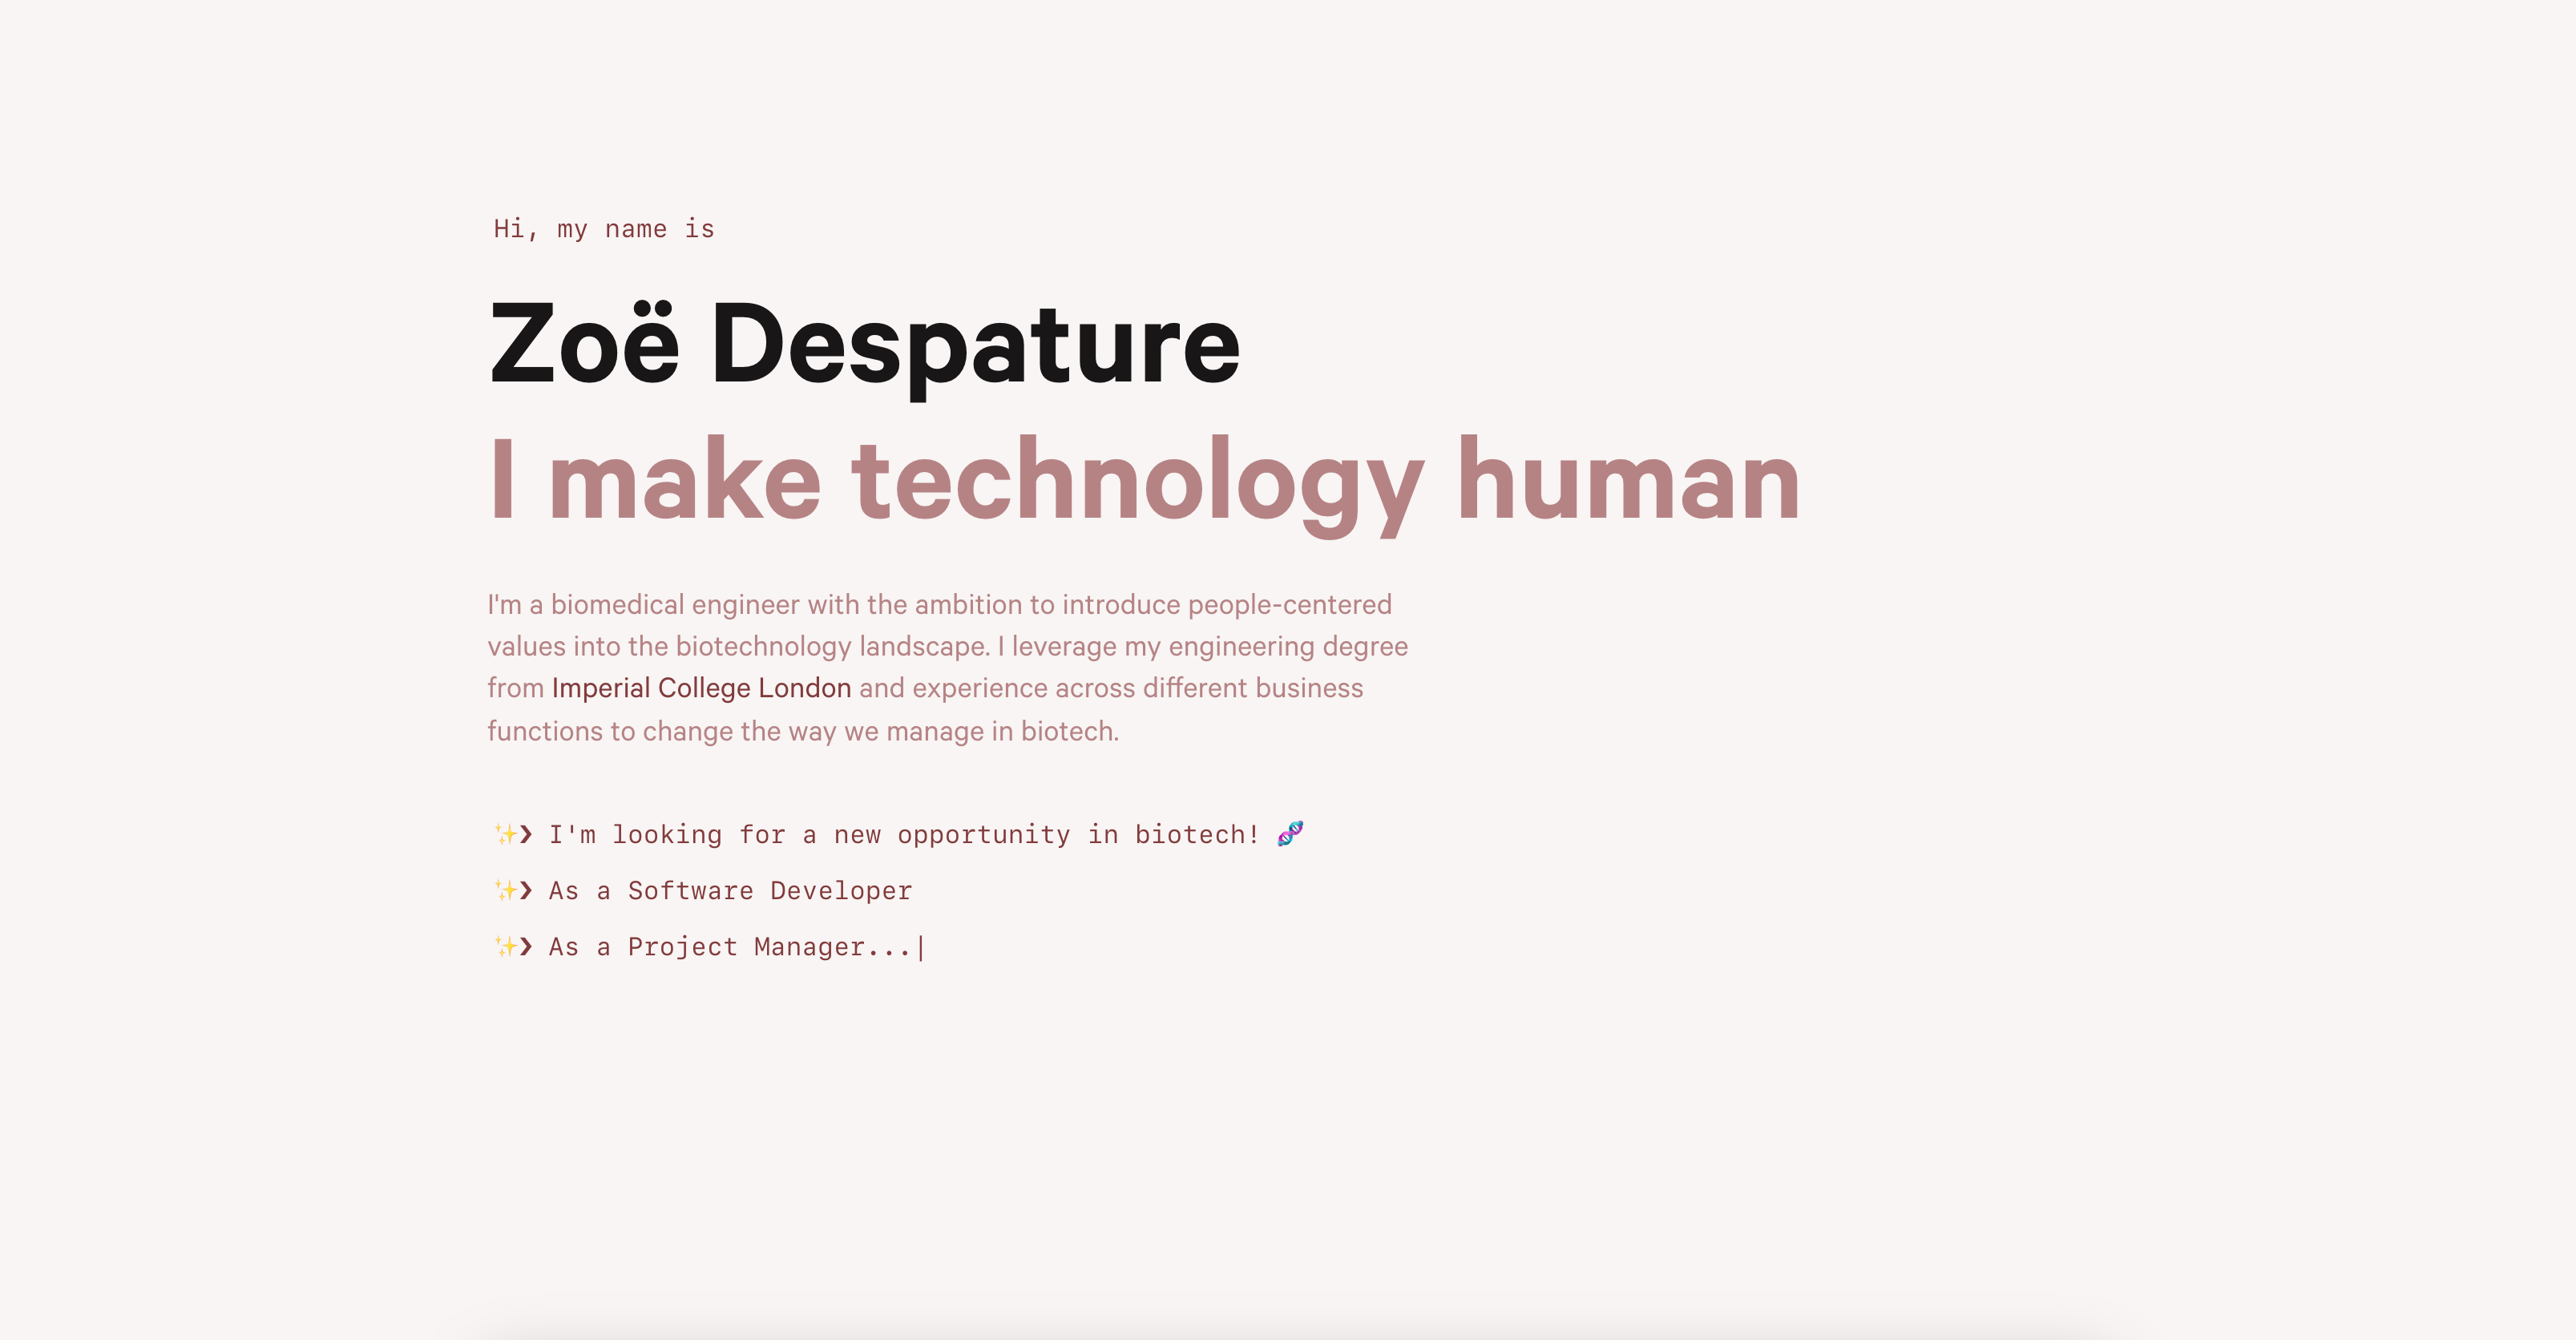 Hi, my name is
Zoë Despature
I make technology human
I'm a biomedical engineer with the ambition to introduce people-centered
values into the biotechnology landscape. I leverage my engineering degree
from Imperial College London and experience across different business
functions to change the way we manage in biotech.
✨❯ I'm looking for a new opportunity in biotech! 🧬
✨❯ As a Software Developer
✨❯ As a Project Manager...|